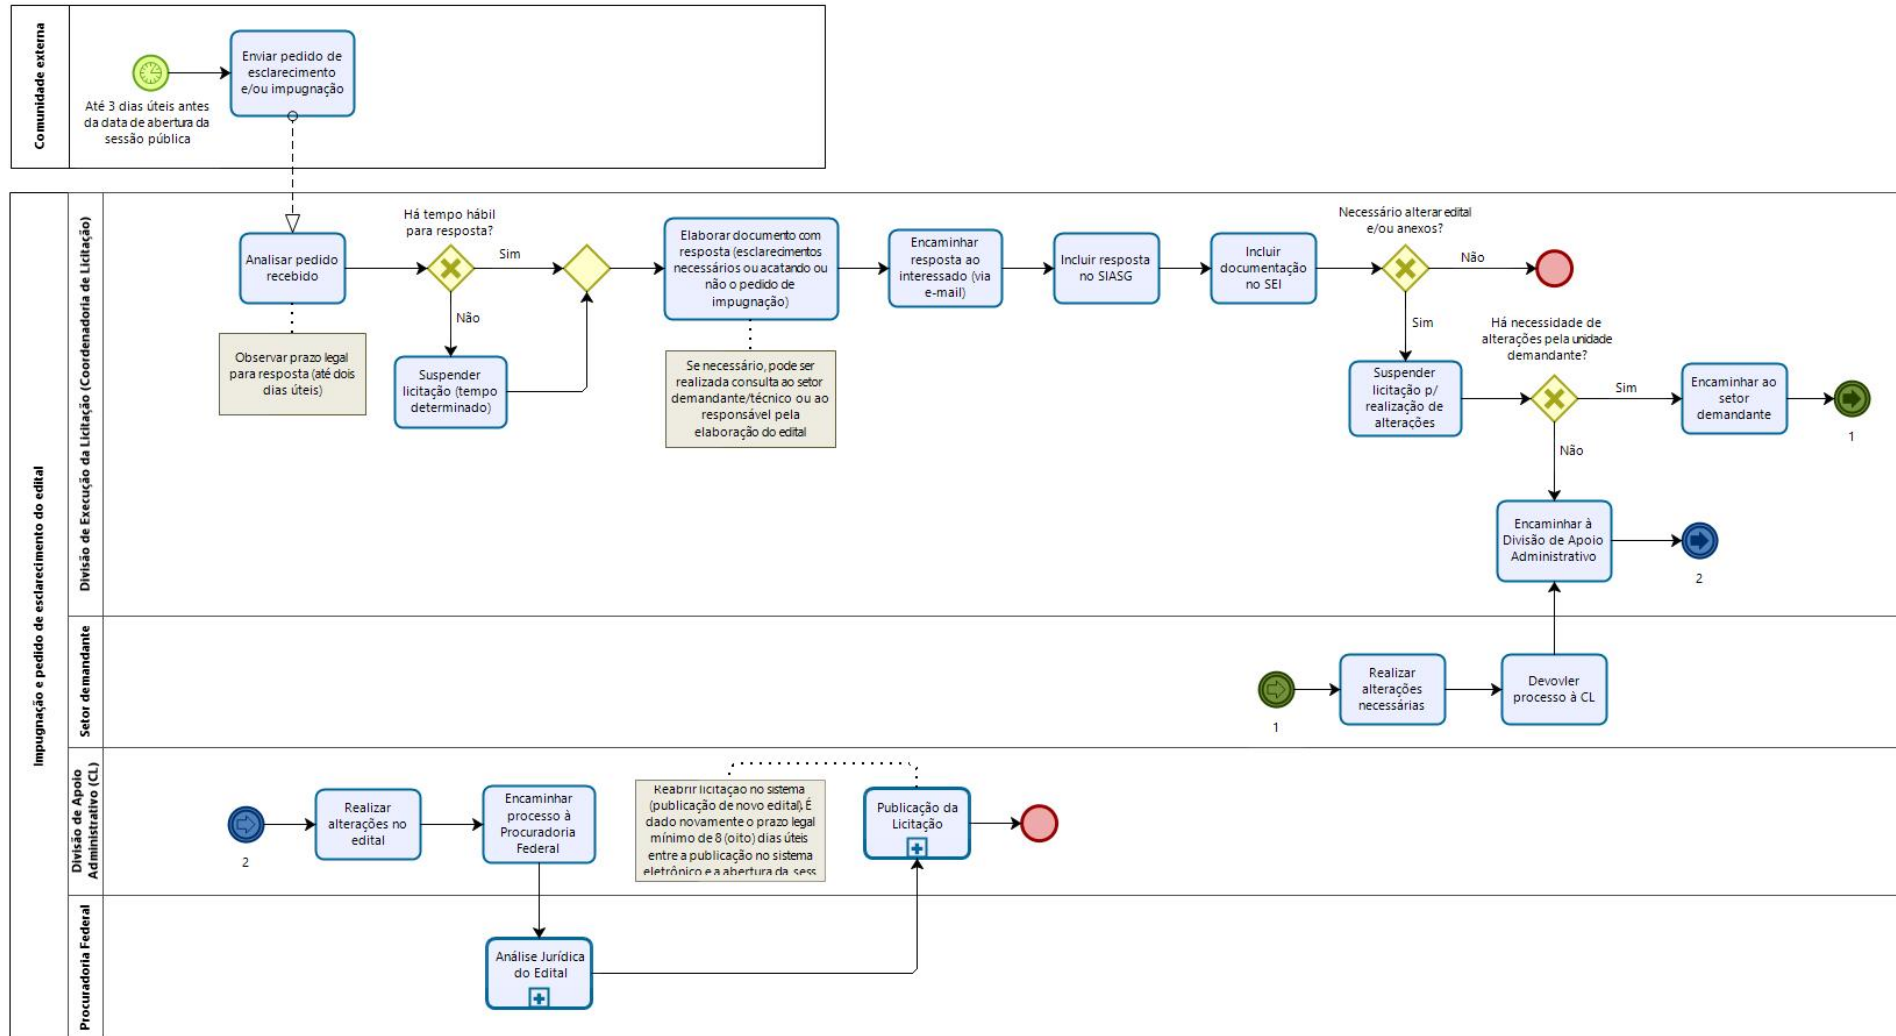 Comunidade externa
Até 3 dias úteis antes
da data de abertura da
sessão pública
Enviar pedido de
esclarecimento
e/ou impugnação
Impugnação e pedido de esclarecimento do edital
Divisão de Execução da Licitação (Coordenadoria de Licitação)
Analisar pedido
recebido
Observar prazo legal
para resposta (até dois
dias úteis)
Há tempo hábil
para resposta?
Sim
Não
Suspender
licitação (tempo
determinado)
Elaborar documento com
resposta (esclarecimentos
necessários ou acatando ou
não o pedido de
impugnação)
Se necessário, pode ser
realizada consulta ao setor
demandante/técnico ou ao
responsável pela
elaboração do edital
Encaminhar
resposta ao
interessado (via
e-mail)
Incluir resposta
no SIASG
Incluir
documentação
no SEI
Necessário alterar edital
e/ou anexos?
Não
Sim
Suspender
licitação p/
realização de
alterações
Há necessidade de
alterações pela unidade
demandante?
Sim
Encaminhar ao
setor
demandante
1
Não
Encaminhar à
Divisão de Apoio
Administrativo
2
Setor demandante
1
Realizar
alterações
necessárias
Devovler
processo à CL
Divisão de Apoio
Administrativo (CL)
2
Realizar
alterações no
edital
Encaminhar
processo à
Procuradoria
Federal
Reabrir licitação no sistema
(publicação de novo edital). É
dado novamente o prazo legal
mínimo de 8 (oito) dias úteis
entre a publicação no sistema
eletrônico e a abertura da sess
Publicação da
Licitação
Procuradoria Federal
Análise Jurídica
do Edital